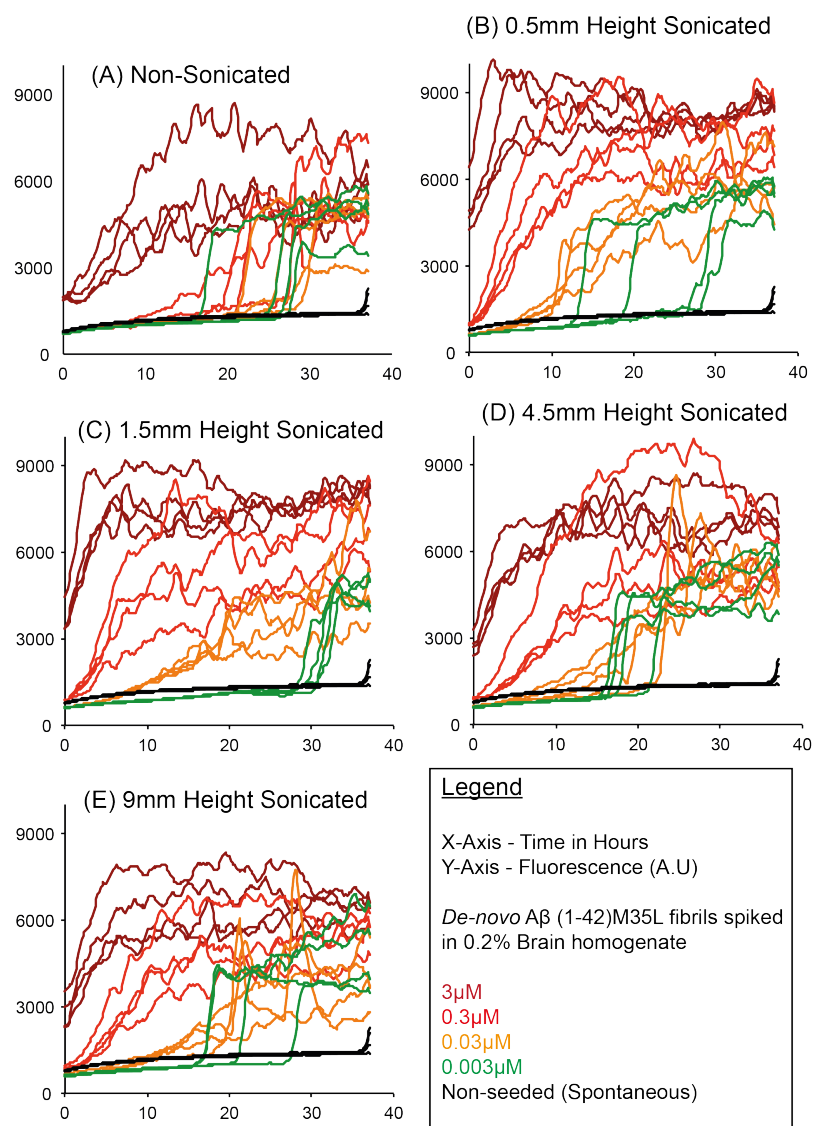 (A) Non-Sonicated
9000
6000
3000
0
0 10 20 30 40
(B) 0.5mm Height Sonicated
9000
6000
3000
0
0 10 20 30 40
(C) 1.5mm Height Sonicated
9000
6000
3000
0
0 10 20 30 40
(D) 4.5mm Height Sonicated
9000
6000
3000
0
0 10 20 30 40
(E) 9mm Height Sonicated
9000
6000
3000
0
0 10 20 30 40
Legend
X-Axis - Time in Hours
Y-Axis - Fluorescence (A.U)
De-novo Aβ (1-42)M35L fibrils spiked
in 0.2% Brain homogenate
3μM
0.3μM
0.03μM
0.003μM
Non-seeded (Spontaneous)